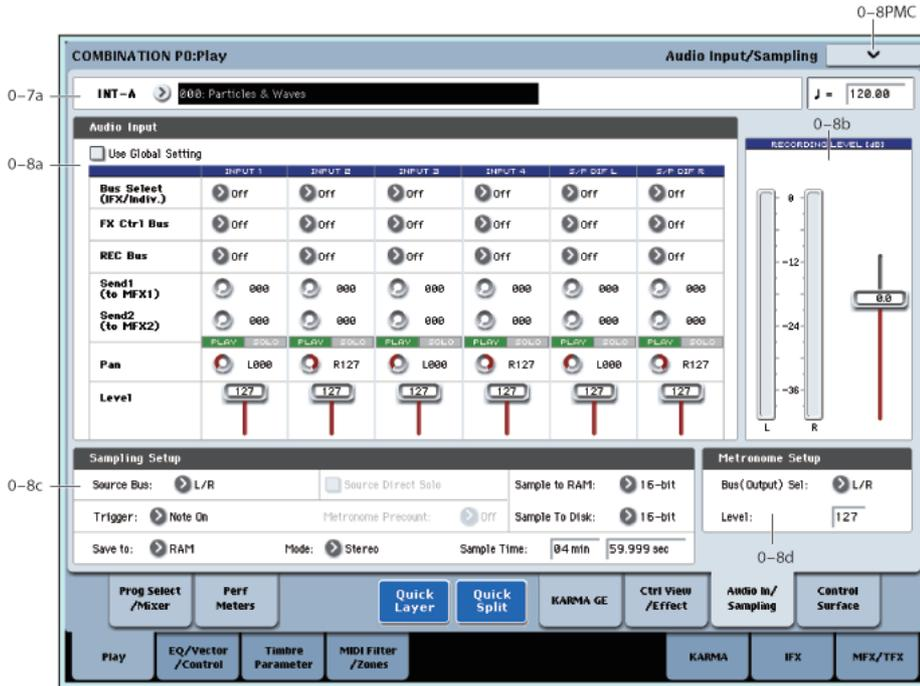 0–8PMC
COMBINATION P0:Play
Audio Input/Sampling
0–7a
INT-A
000: Particles & Waves
♩ = 120.00
0–8b
Audio Input
RECORDING LEVEL [dB]
0–8a
Use Global Setting
INPUT 1 INPUT 2 INPUT 3 INPUT 4 S/P DIF L S/P DIF R
Bus Select
(IFX/Indiv.)
Off Off Off Off Off Off
FX Ctrl Bus Off Off Off Off Off Off
REC Bus Off Off Off Off Off Off
Send1
(to MFX1)
000 000 000 000 000 000
Send2
(to MFX2)
000 000 000 000 000 000
PLAY SOLO PLAY SOLO PLAY SOLO PLAY SOLO PLAY SOLO PLAY SOLO
Pan L000 R127 L000 R127 L000 R127
Level 127 127 127 127 127 127
0
-12
-24
-36
0.0
L R
Sampling Setup
Metronome Setup
0–8c
Source Bus: L/R
Source Direct Solo
Sample to RAM: 16-bit
Bus(Output) Sel: L/R
Trigger: Note On
Metronome Precount: Off
Sample To Disk: 16-bit
Level: 127
Save to: RAM
Mode: Stereo
Sample Time: 04 min 59.999 sec
0–8d
Prog Select
/Mixer
Perf
Meters
Quick
Layer
Quick
Split
KARMA GE
Ctrl View
/Effect
Audio In/
Sampling
Control
Surface
Play
EQ/Vector
/Control
Timbre
Parameter
MIDI Filter
/Zones
KARMA
IFX
MFX/TFX